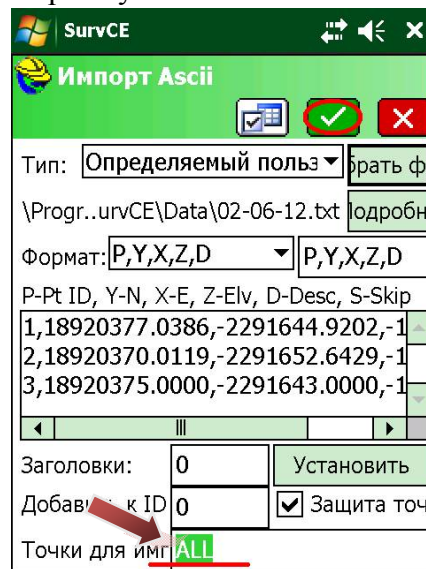 SurvCE
Импорт Ascii
Тип: Определяемый польз брать ф
\Progr..urvCE\Data\02-06-12.txt Іодробн
Формат: P,Y,X,Z,D P,Y,X,Z,D
P-Pt ID, Y-N, X-E, Z-Elv, D-Desc, S-Skip
1,18920377.0386,-2291644.9202,-1
2,18920370.0119,-2291652.6429,-1
3,18920375.0000,-2291643.0000,-1
Заголовки: 0 Установить
Добав к ID 0 Защита точ
Точки для имг ALL